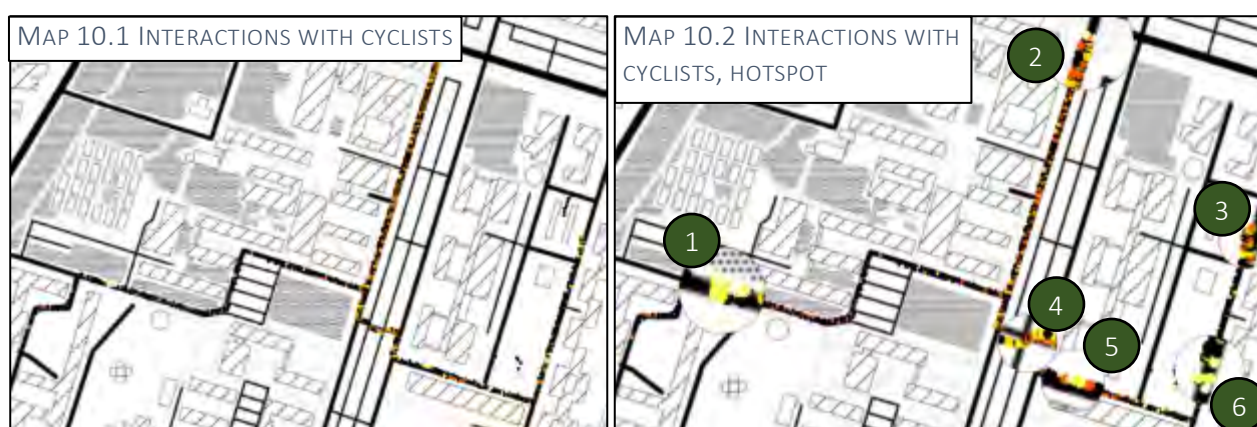 MAP 10.1 INTERACTIONS WITH CYCLISTS
MAP 10.2 INTERACTIONS WITH
CYCLISTS, HOTSPOT
2
3
1
4
5
6